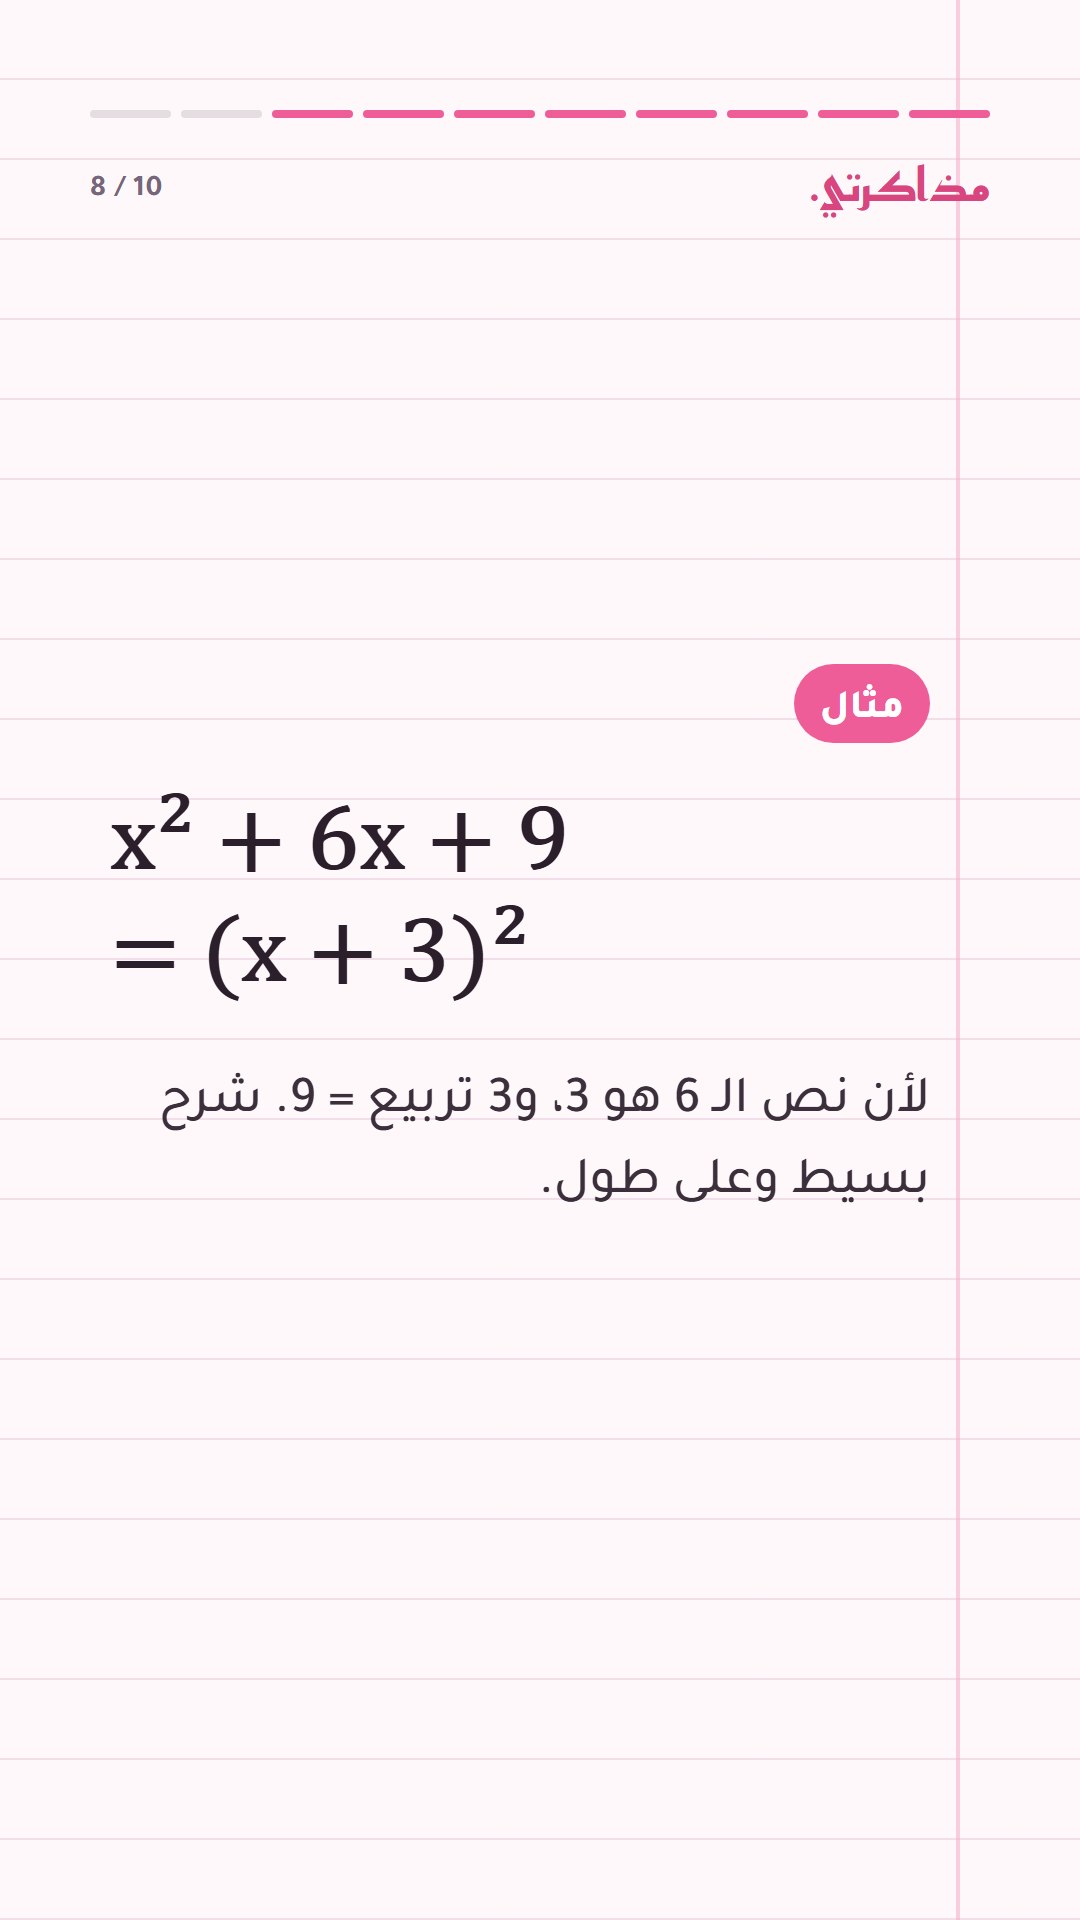 مذاكرتي.
8 / 10
مثال
x² + 6x + 9
= (x + 3)²
لأن نص الـ 6 هو 3، و3 تربيع = 9. شرح
بسيط وعلى طول.